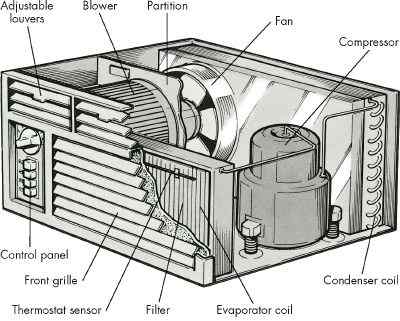 Adjustable
louvers
Blower
Partition
Fan
Compressor
Control panel
Front grille
Thermostat sensor
Filter
Evaporator coil
Condenser coil